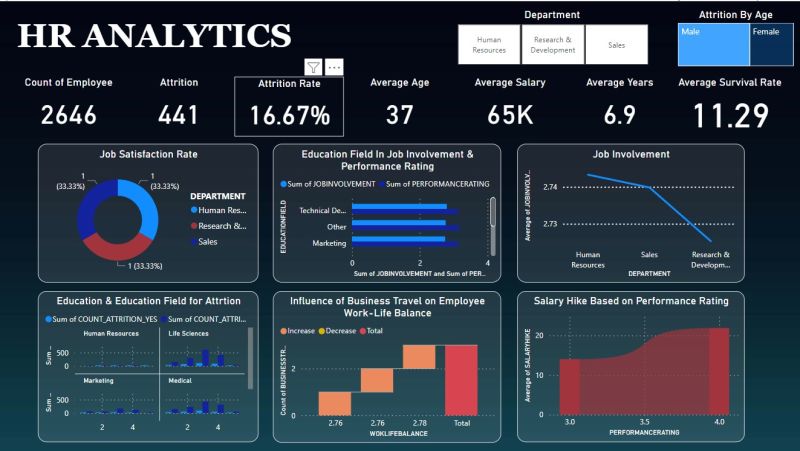 HR ANALYTICS
Department
Human
Resources
Research &
Development
Sales
Attrition By Age
Male
Female
Count of Employee
2646
Attrition
441
Attrition Rate
16.67%
Average Age
37
Average Salary
65K
Average Years
6.9
Average Survival Rate
11.29
Job Satisfaction Rate
1
(33.33%)
1
(33.33%)
1 (33.33%)
DEPARTMENT
Human Res...
Research &...
Sales
Education Field In Job Involvement &
Performance Rating
Sum of JOBINVOLVEMENT Sum of PERFORMANCERATING
EDUCATIONFIELD
Technical De...
Other
Marketing
0 2 4
Sum of JOBINVOLVEMENT and Sum of PER...
Job Involvement
Average of JOBINVOLV...
2.74
2.73
Human
Resources
Sales
Research &
Developm...
DEPARTMENT
Education & Education Field for Attrtion
Sum of COUNT_ATTRITION_YES Sum of COUNT_ATTRI...
Human Resources
Life Sciences
Sum ...
500
0
Marketing
Medical
Sum ...
500
0
2 4 2 4
Influence of Business Travel on Employee
Work-Life Balance
Increase Decrease Total
Count of BUSINESSTR...
2
0
2.76 2.76 2.78 Total
WOKLIFEBALANCE
Salary Hike Based on Performance Rating
Average of SALARYHIKE
20
10
0
3.0 3.5 4.0
PERFORMANCERATING